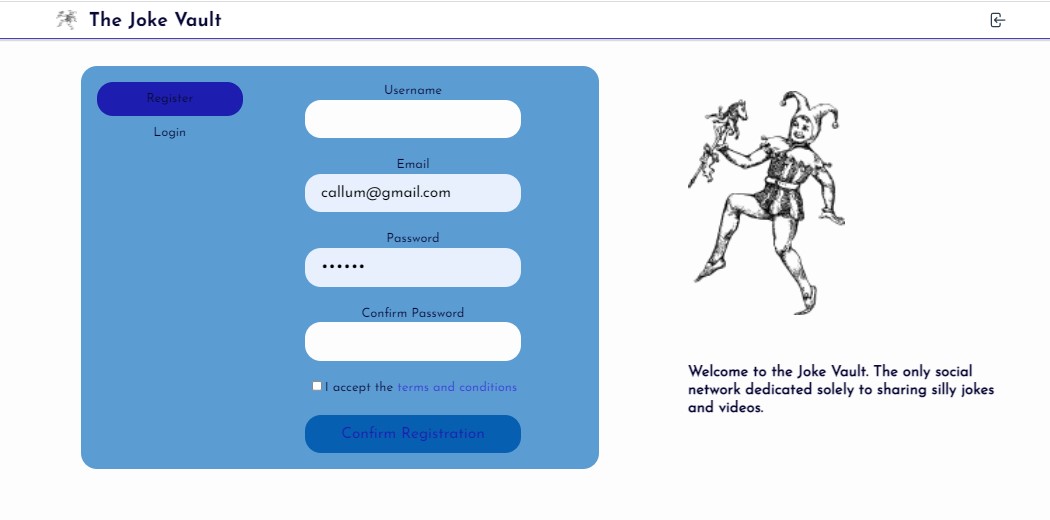 The Joke Vault
Register
Login
Username
Email
callum@gmail.com
Password
••••••
Confirm Password
I accept the terms and conditions
Confirm Registration
Welcome to the Joke Vault. The only social
network dedicated solely to sharing silly jokes
and videos.